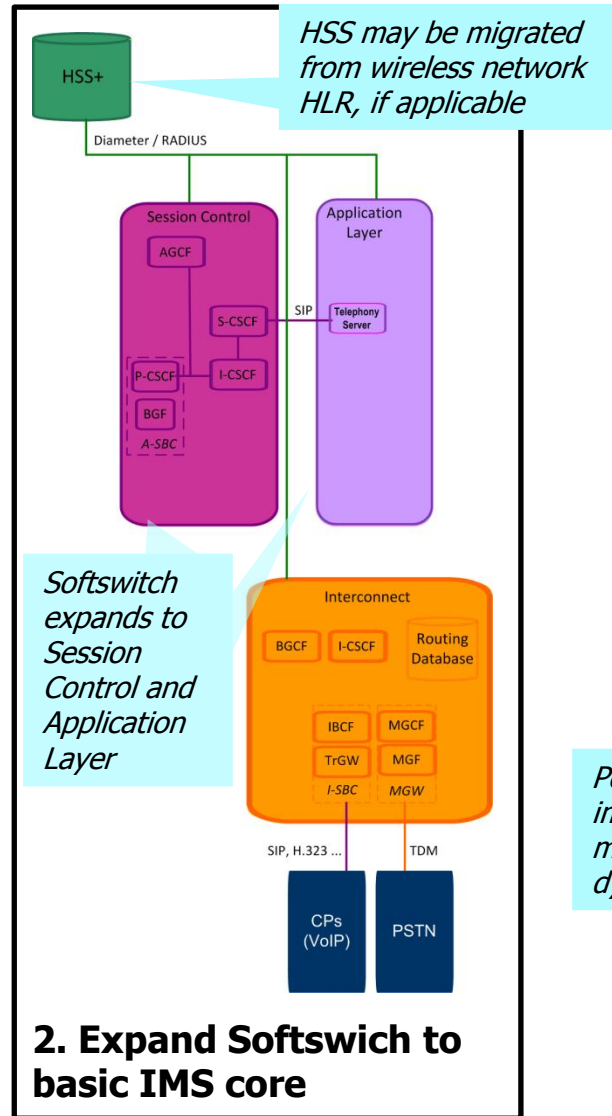 HSS may be migrated
from wireless network
HLR, if applicable
HSS+
Diameter / RADIUS
Session Control
AGCF
S-CSCF
P-CSCF
I-CSCF
BGF
A-SBC
SIP
Application
Layer
Telephony
Server
Softswitch
expands to
Session
Control and
Application
Layer
Interconnect
BGCF
I-CSCF
Routing
Database
IBCF
MGCF
TrGW
MGF
I-SBC
MGW
SIP, H.323 ...
TDM
CPs
(VoIP)
PSTN
2. Expand Softswich to
basic IMS core